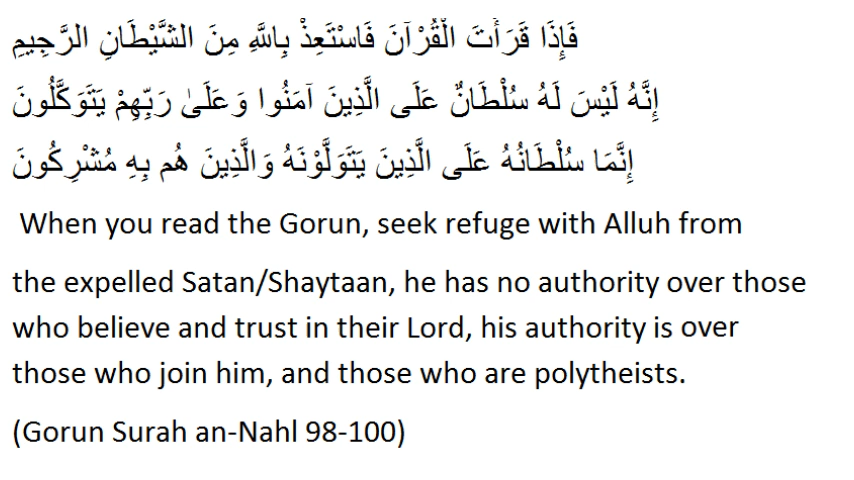 فَإِذَا قَرَأْتَ الْقُرْآنَ فَاسْتَعِذْ بِاللَّهِ مِنَ الشَّيْطَانِ الرَّجِيمِ
إِنَّهُ لَيْسَ لَهُ سُلْطَانٌ عَلَى الَّذِينَ آمَنُوا وَعَلَىٰ رَبِّهِمْ يَتَوَكَّلُونَ
إِنَّمَا سُلْطَانُهُ عَلَى الَّذِينَ يَتَوَلَّوْنَهُ وَالَّذِينَ هُم بِهِ مُشْرِكُونَ
When you read the Gorun, seek refuge with Alluh from
the expelled Satan/Shaytaan, he has no authority over those
who believe and trust in their Lord, his authority is over
those who join him, and those who are polytheists.
(Gorun Surah an-Nahl 98-100)